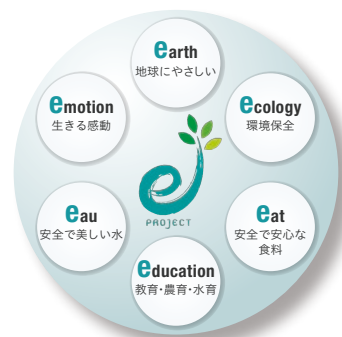 earth
地球にやさしい
emotion
生きる感動
ecology
環境保全
e
PROJECT
eau
安全で美しい水
eat
安全で安心な
食料
education
教育・農育・水育